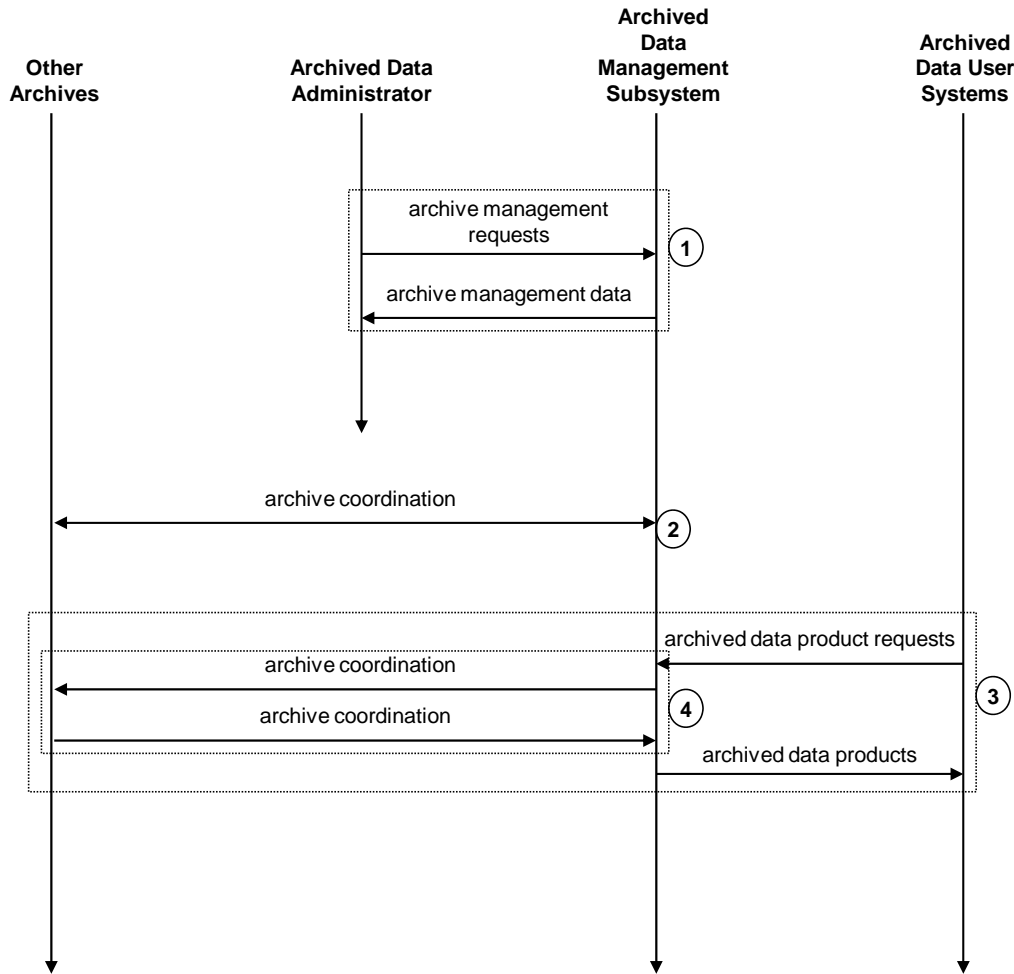 Other
Archives
Archived Data
Administrator
Archived
Data
Management
Subsystem
Archived
Data User
Systems
archive management
requests
1
archive management data
archive coordination
2
archived data product requests
archive coordination
3
archive coordination
4
archived data products